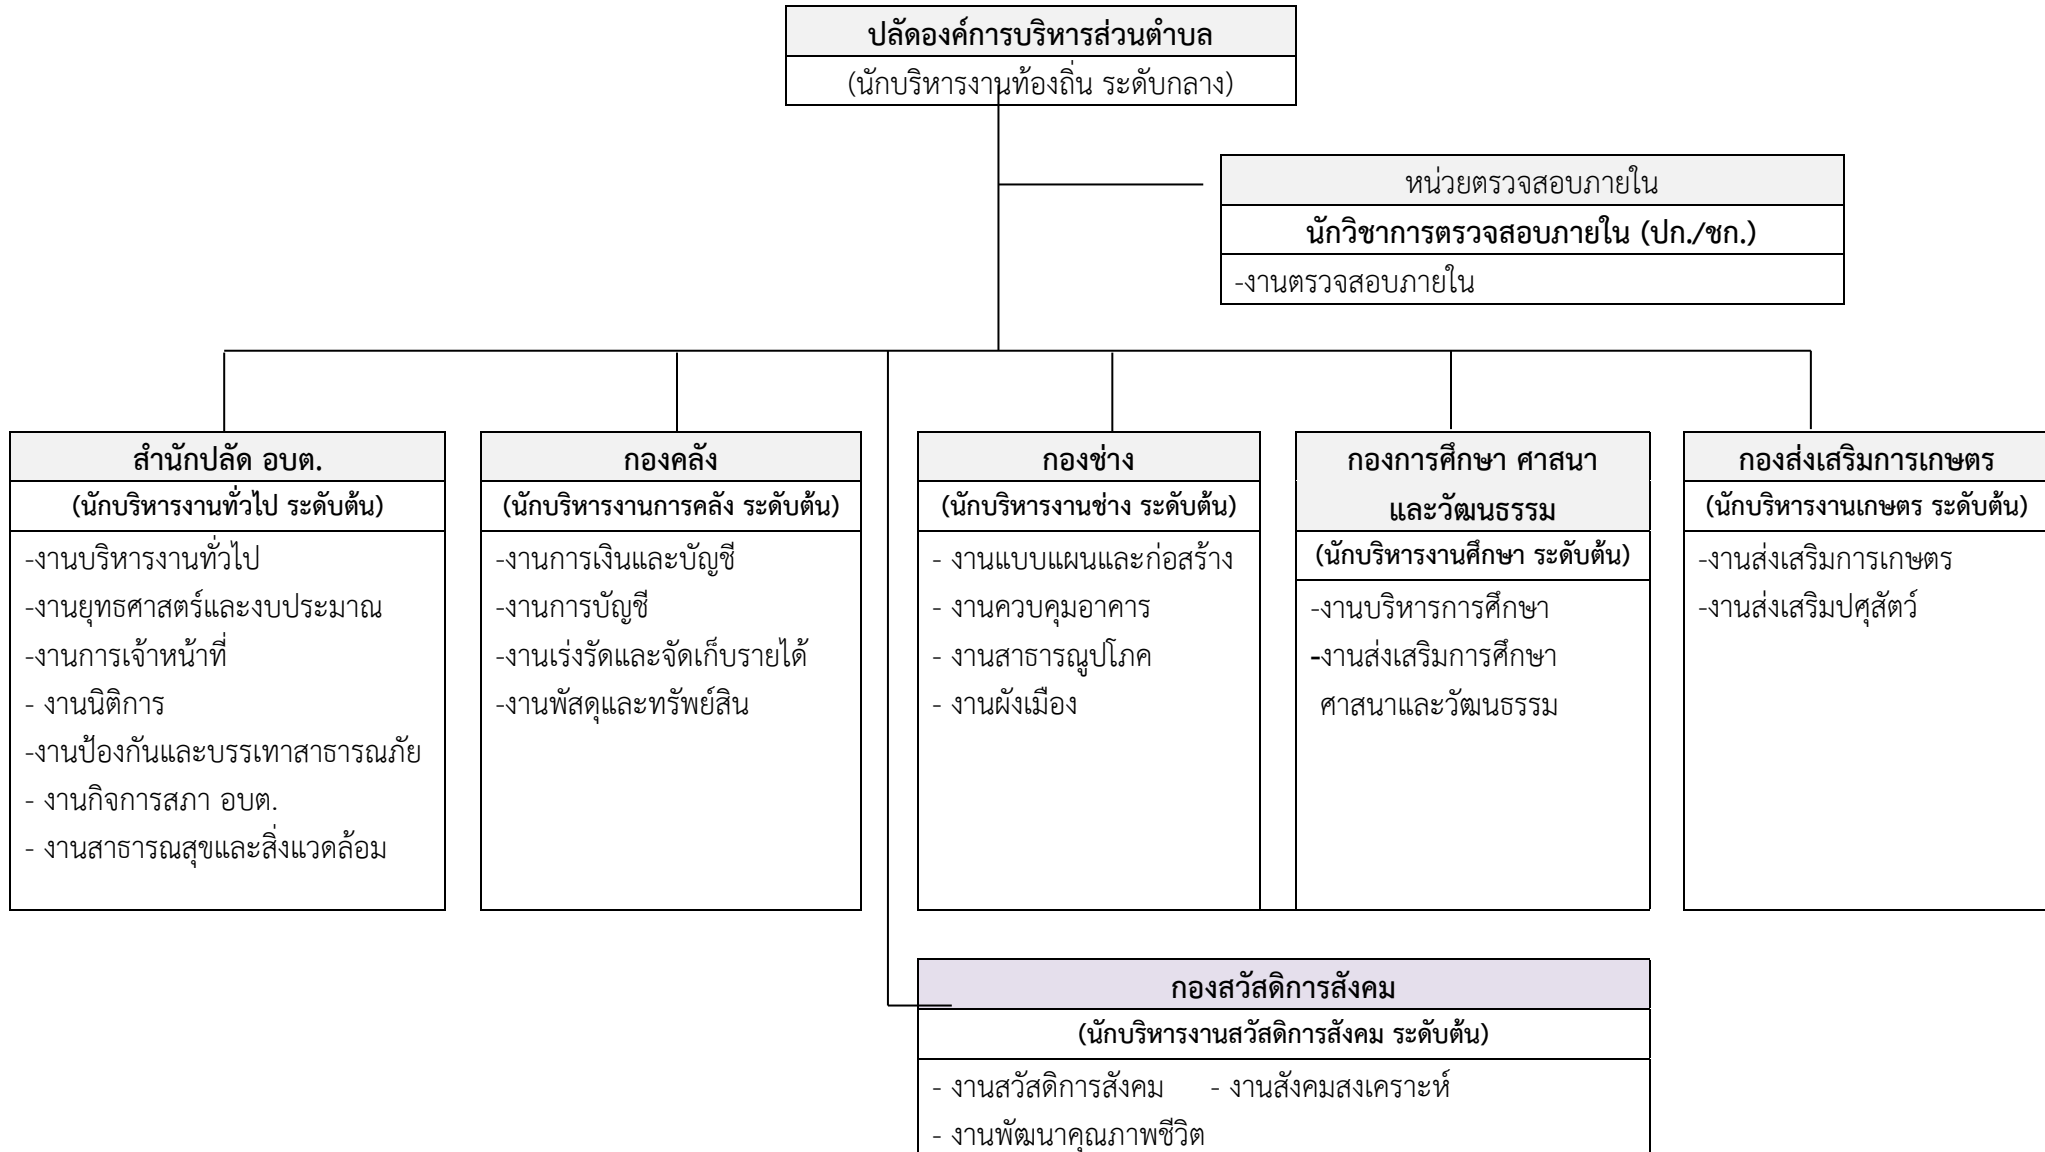 ปลัดองค์การบริหารส่วนตำบล
(นักบริหารงานท้องถิ่น ระดับกลาง)
หน่วยตรวจสอบภายใน
นักวิชาการตรวจสอบภายใน (ปก./ชก.)
-งานตรวจสอบภายใน
สำนักปลัด อบต.
(นักบริหารงานทั่วไป ระดับต้น)
-งานบริหารงานทั่วไป
-งานยุทธศาสตร์และงบประมาณ
-งานการเจ้าหน้าที่
- งานนิติการ
-งานป้องกันและบรรเทาสาธารณภัย
- งานกิจการสภา อบต.
- งานสาธารณสุขและสิ่งแวดล้อม
กองคลัง
(นักบริหารงานการคลัง ระดับต้น)
-งานการเงินและบัญชี
-งานการบัญชี
-งานเร่งรัดและจัดเก็บรายได้
-งานพัสดุและทรัพย์สิน
กองช่าง
(นักบริหารงานช่าง ระดับต้น)
- งานแบบแผนและก่อสร้าง
- งานควบคุมอาคาร
- งานสาธารณูปโภค
- งานผังเมือง
กองการศึกษา ศาสนา
และวัฒนธรรม
(นักบริหารงานศึกษา ระดับต้น)
-งานบริหารการศึกษา
-งานส่งเสริมการศึกษา
ศาสนาและวัฒนธรรม
กองส่งเสริมการเกษตร
(นักบริหารงานเกษตร ระดับต้น)
-งานส่งเสริมการเกษตร
-งานส่งเสริมปศุสัตว์
กองสวัสดิการสังคม
(นักบริหารงานสวัสดิการสังคม ระดับต้น)
- งานสวัสดิการสังคม - งานสังคมสงเคราะห์
- งานพัฒนาคุณภาพชีวิต